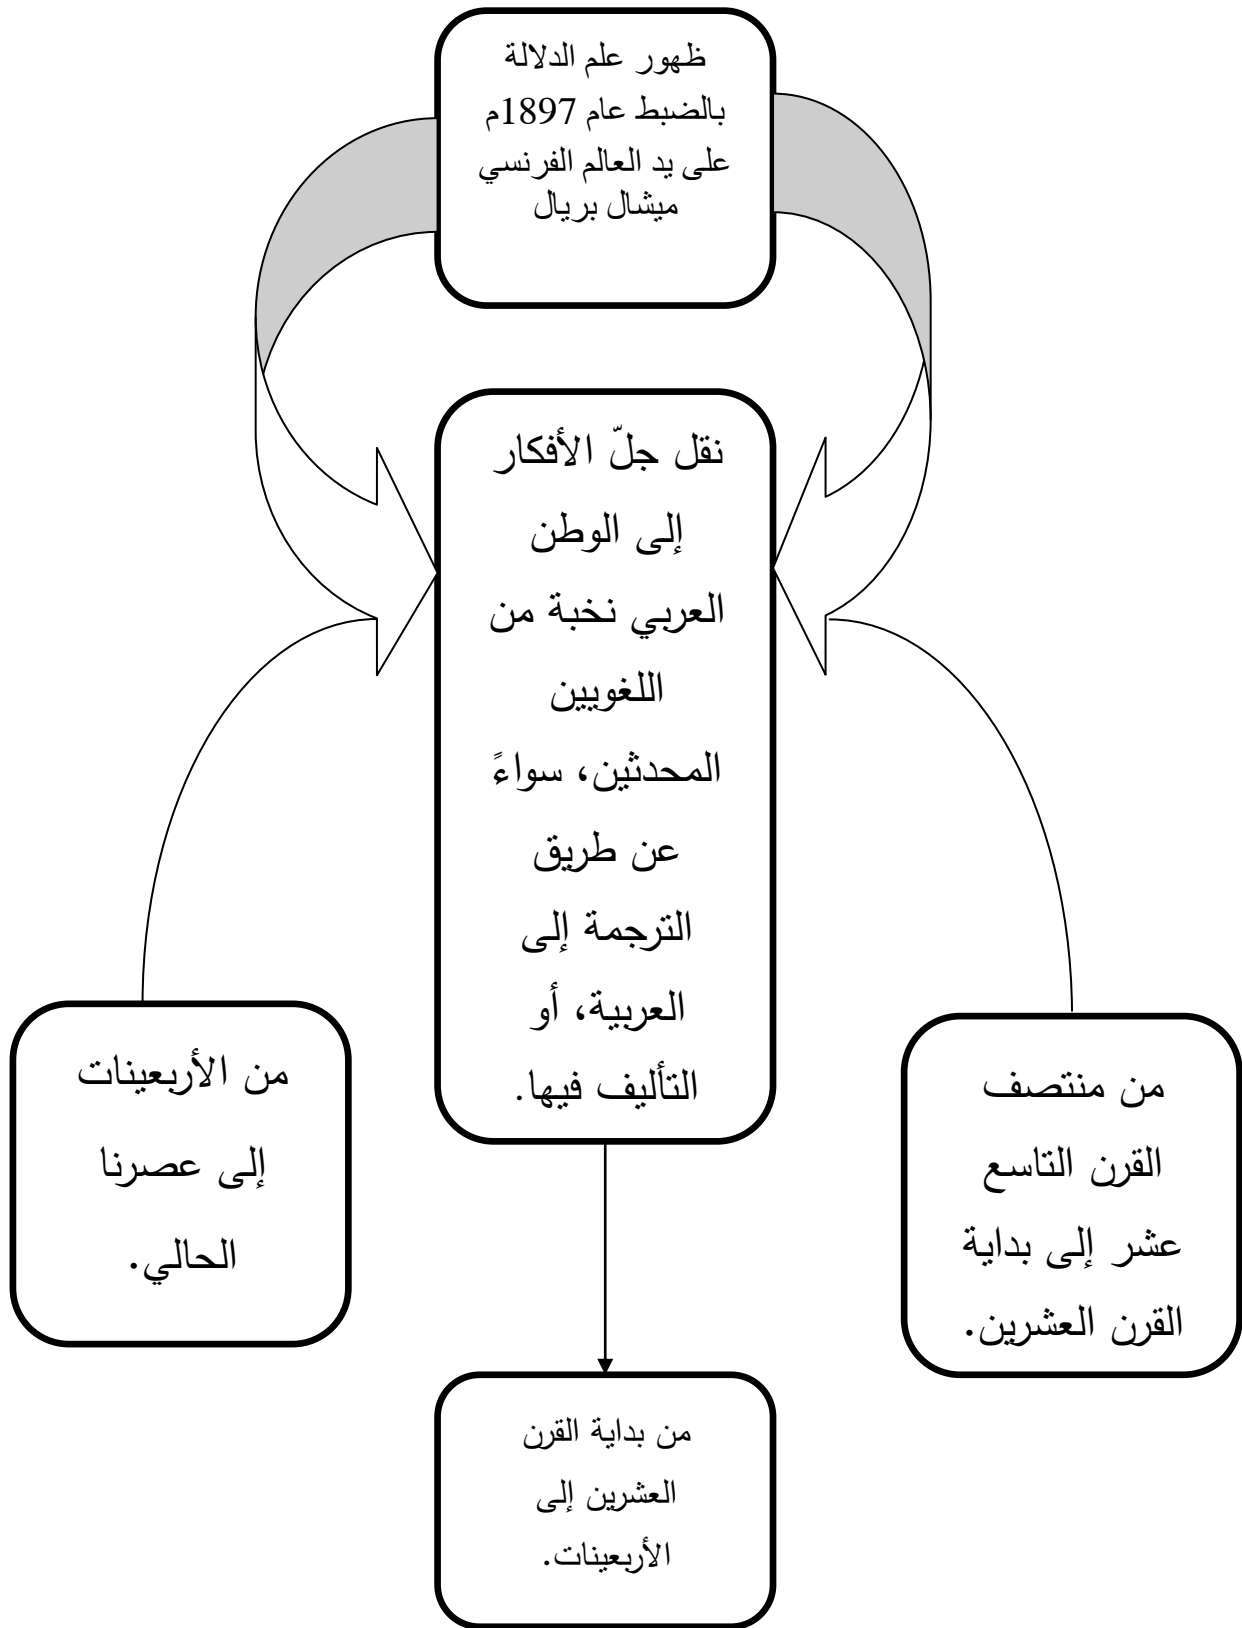 ظهور علم الدلالة
بالضبط عام 1897م
على يد العالم الفرنسي
ميشال بريال
نقل جلّ الأفكار
إلى الوطن
العربي نخبة من
اللغويين
المحدثين، سواءً
عن طريق
الترجمة إلى
العربية، أو
التأليف فيها.
من منتصف
القرن التاسع
عشر إلى بداية
القرن العشرين.
من الأربعينات
إلى عصرنا
الحالي.
من بداية القرن
العشرين إلى
الأربعينات.